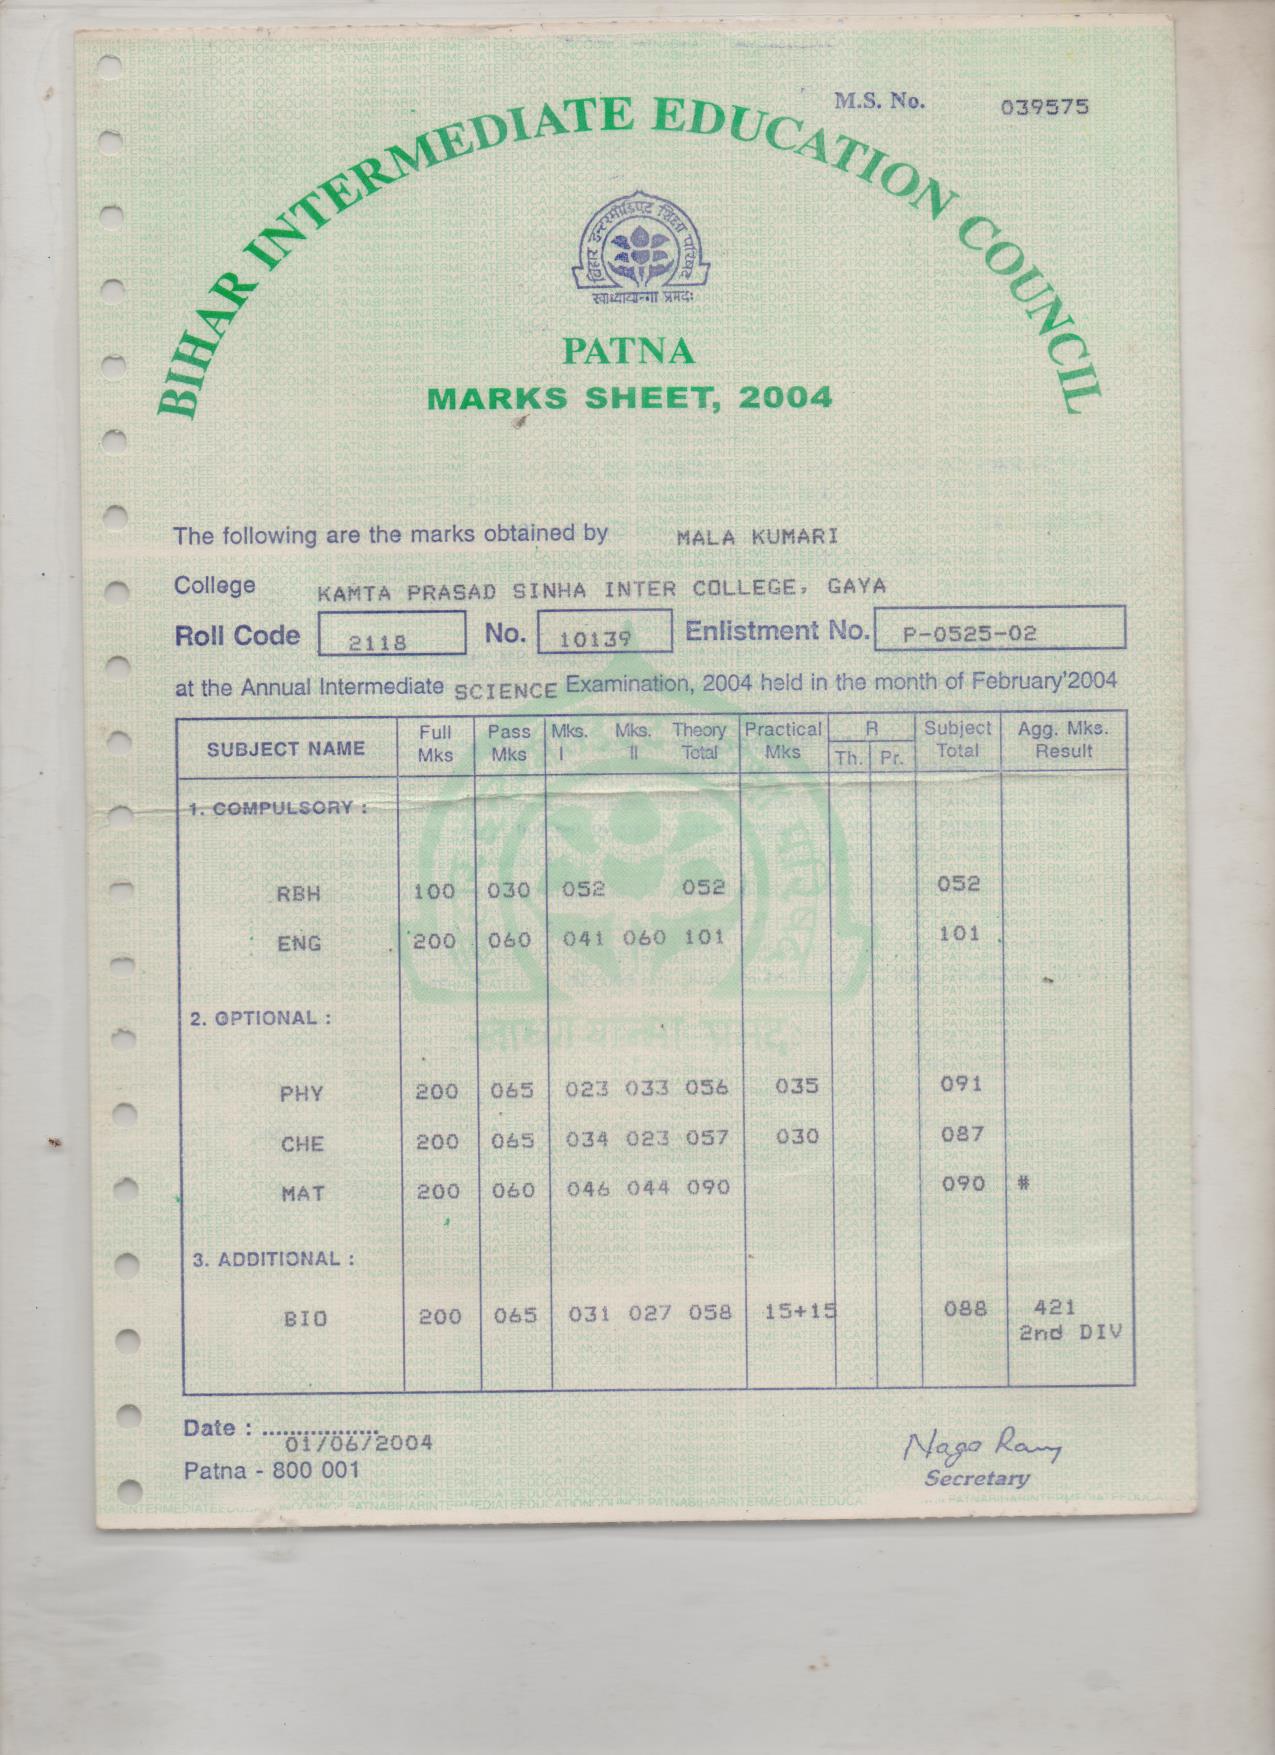 M.S. No. 039575
BIHAR INTERMEDIATE EDUCATION COUNCIL
बिहार इन्टरमीडिएट शिक्षा परिषद
स्वाध्यायान्मा प्रमदः
PATNA
MARKS SHEET, 2004
The following are the marks obtained by MALA KUMARI
College KAMTA PRASAD SINHA INTER COLLEGE, GAYA
Roll Code 2118 No. 10139 Enlistment No. P-0525-02
at the Annual Intermediate SCIENCE Examination, 2004 held in the month of February'2004
SUBJECT NAME Full Mks Pass Mks Mks. I Mks. II Theory Total Practical Mks R Th. Pr. Subject Total Agg. Mks. Result
1. COMPULSORY :
RBH 100 030 052 052 052
ENG 200 060 041 060 101 101
2. OPTIONAL :
PHY 200 065 023 033 056 035 091
CHE 200 065 034 023 057 030 087
MAT 200 060 046 044 090 090 #
3. ADDITIONAL :
BIO 200 065 031 027 058 15+15 088 421
2nd DIV
Date : ..................
01/06/2004
Patna - 800 001
Secretary